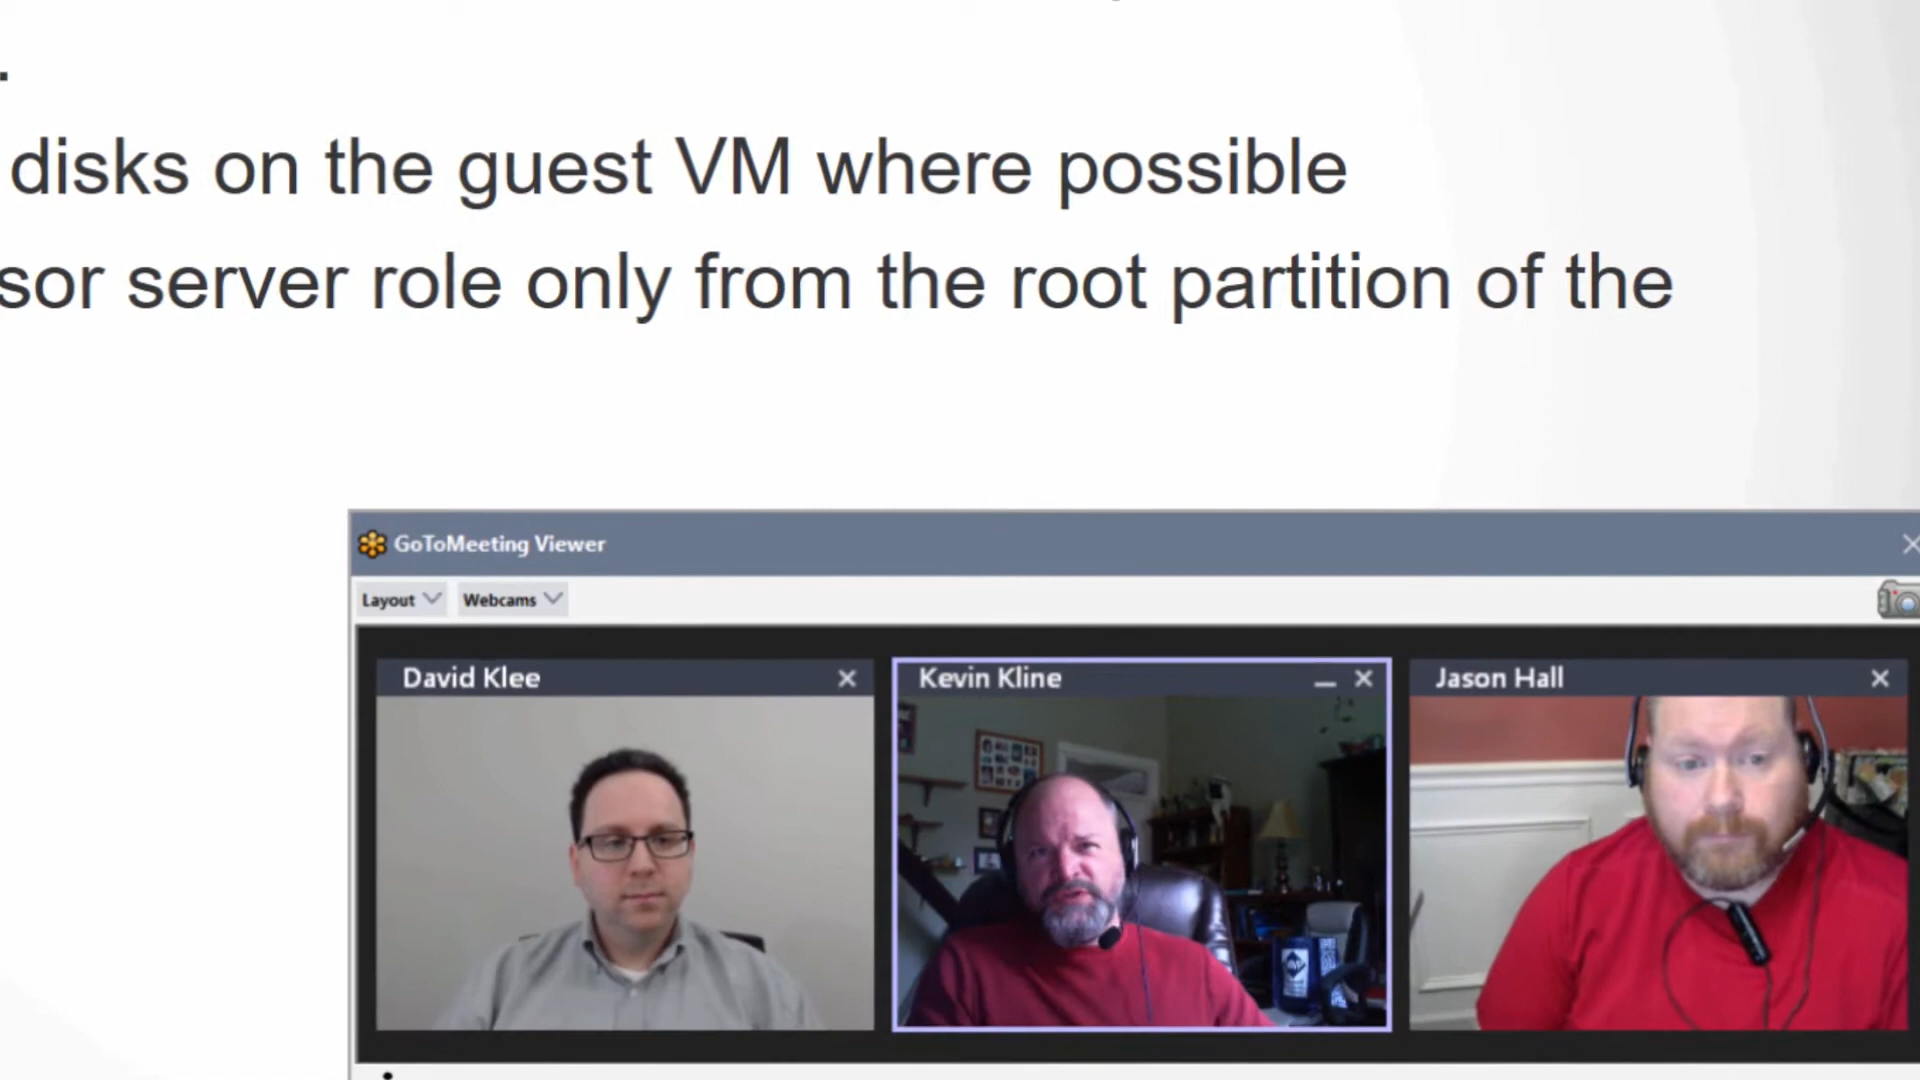 .
disks on the guest VM where possible
sor server role only from the root partition of the
GoToMeeting Viewer
Layout Webcams
David Klee Kevin Kline Jason Hall